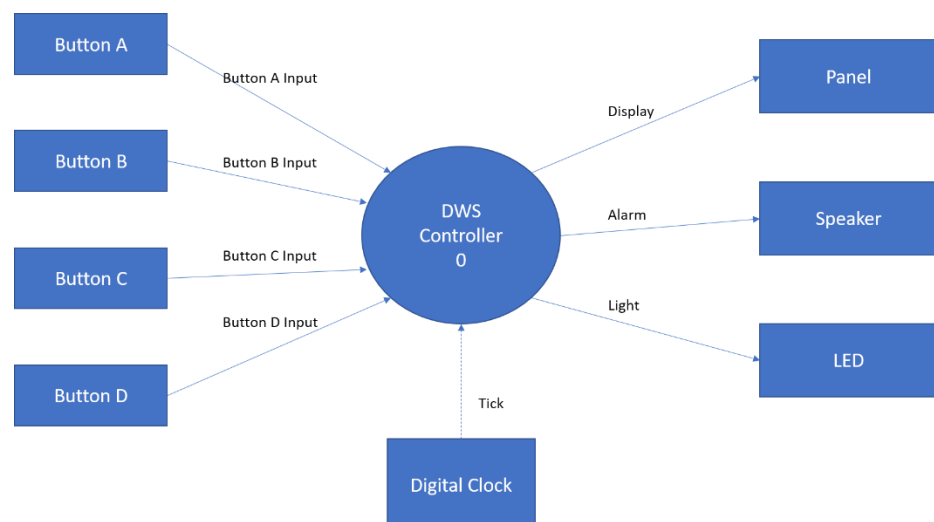 Button A
Button A Input
Panel
Display
Button B
Button B Input
DWS
Controller
0
Alarm
Speaker
Button C
Button C Input
Button D Input
Light
LED
Button D
Tick
Digital Clock